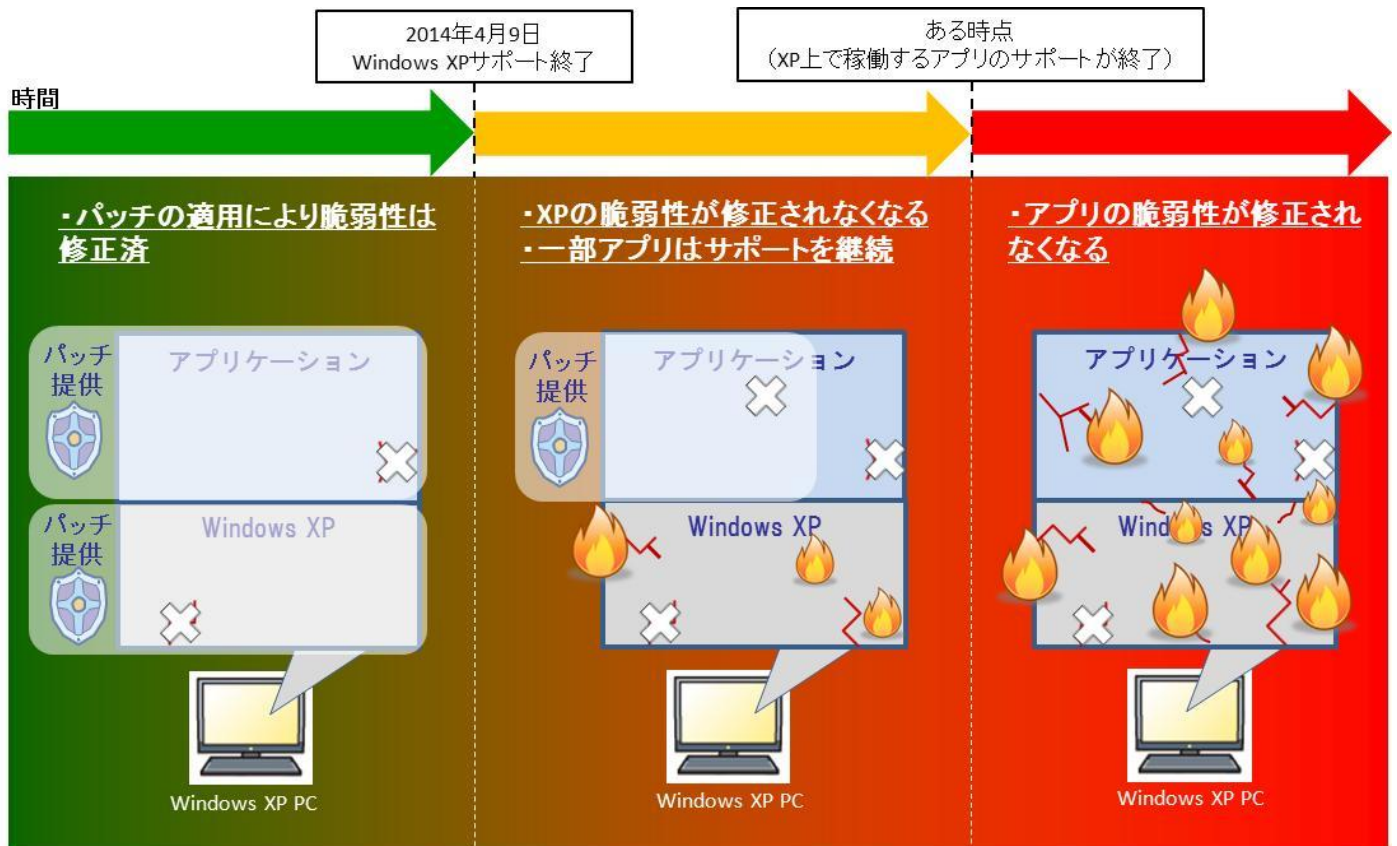 2014年4月9日
Windows XPサポート終了
ある時点
（XP上で稼働するアプリのサポートが終了）
時間
・パッチの適用により脆弱性は
修正済
・XPの脆弱性が修正されなくなる
・一部アプリはサポートを継続
・アプリの脆弱性が修正され
なくなる
パッチ
提供
アプリケーション
パッチ
提供
Windows XP
Windows XP PC
パッチ
提供
アプリケーション
Windows XP
Windows XP PC
アプリケーション
Windows XP
Windows XP PC